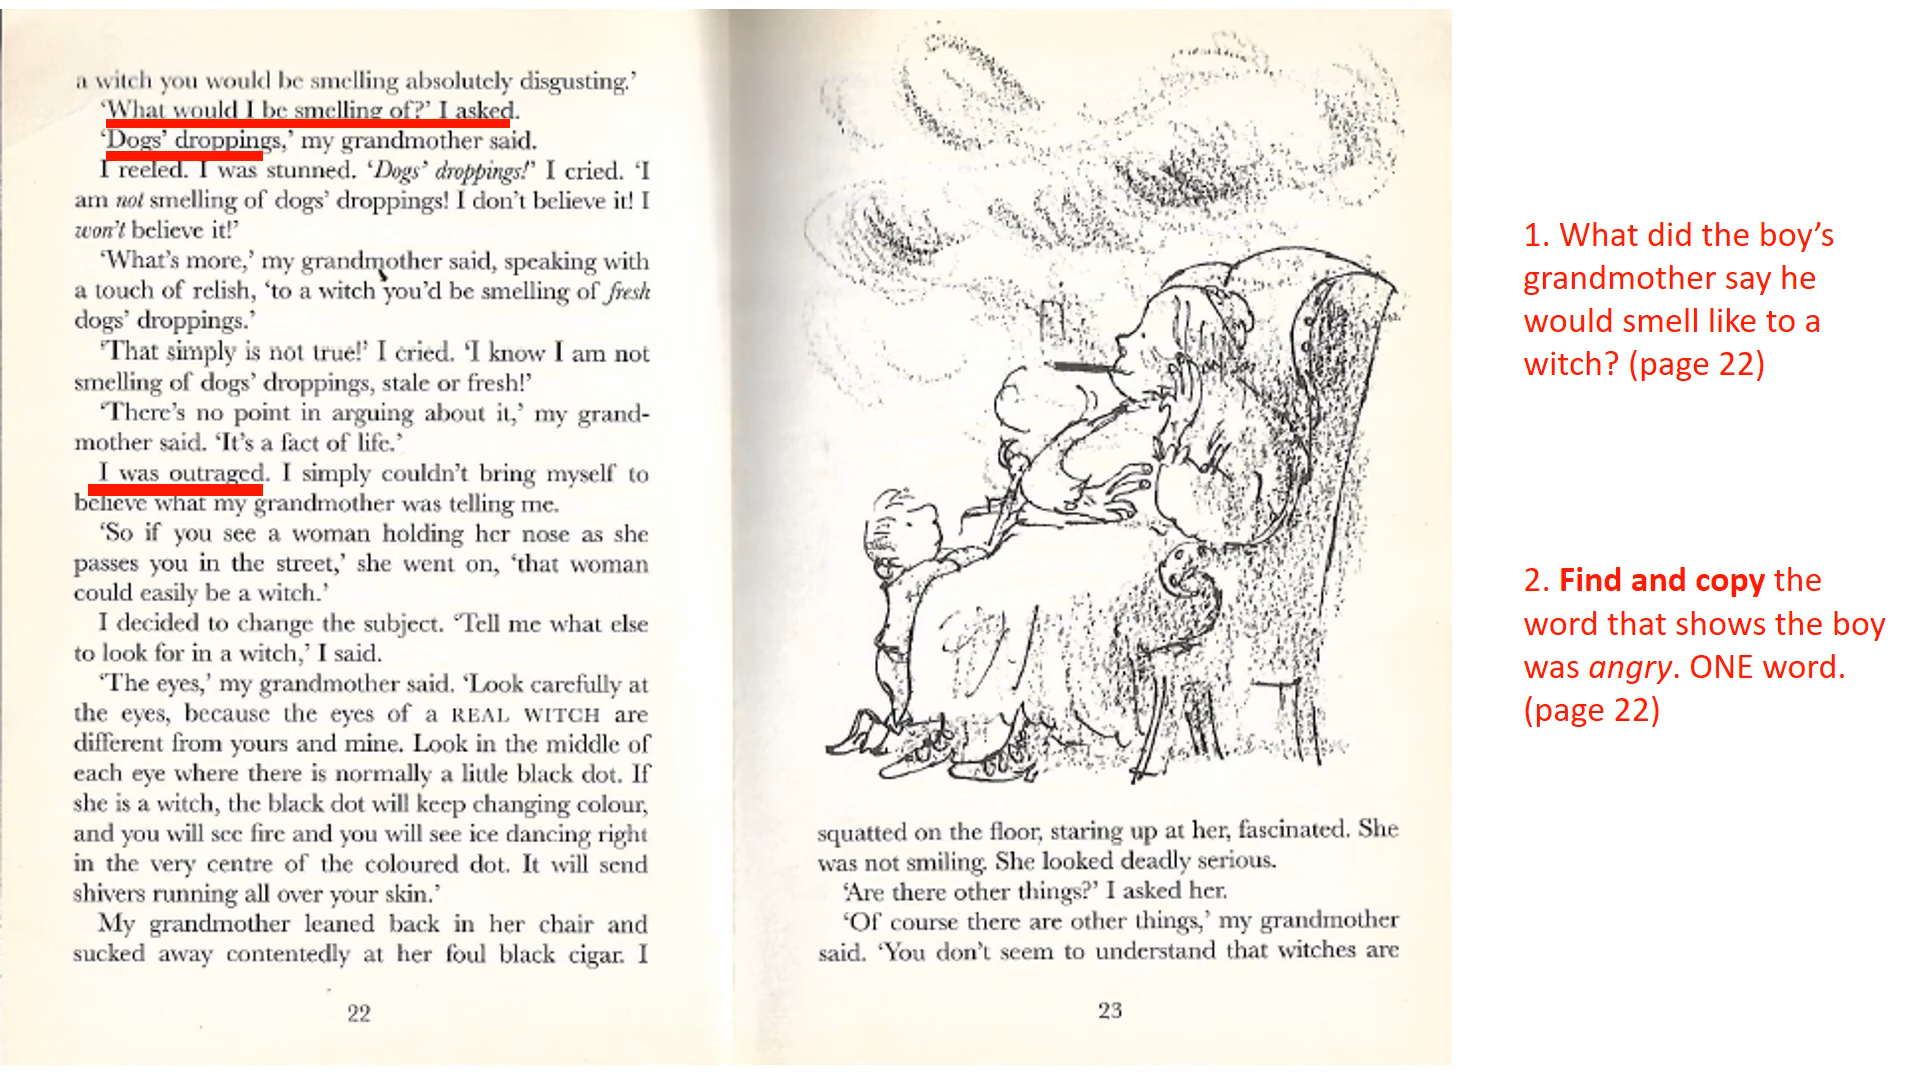 a witch you would be smelling absolutely disgusting.’
‘What would I be smelling of?’ I asked.
‘Dogs’ droppings,’ my grandmother said.
I reeled. I was stunned. ‘Dogs’ droppings!’ I cried. ‘I
am not smelling of dogs’ droppings! I don’t believe it! I
won’t believe it!’
‘What’s more,’ my grandmother said, speaking with
a touch of relish, ‘to a witch you’d be smelling of fresh
dogs’ droppings.’
‘That simply is not true!’ I cried. ‘I know I am not
smelling of dogs’ droppings, stale or fresh!’
‘There’s no point in arguing about it,’ my grand-
mother said. ‘It’s a fact of life.’
I was outraged. I simply couldn’t bring myself to
believe what my grandmother was telling me.
‘So if you see a woman holding her nose as she
passes you in the street,’ she went on, ‘that woman
could easily be a witch.’
I decided to change the subject. ‘Tell me what else
to look for in a witch,’ I said.
‘The eyes,’ my grandmother said. ‘Look carefully at
the eyes, because the eyes of a REAL WITCH are
different from yours and mine. Look in the middle of
each eye where there is normally a little black dot. If
she is a witch, the black dot will keep changing colour,
and you will see fire and you will see ice dancing right
in the very centre of the coloured dot. It will send
shivers running all over your skin.’
My grandmother leaned back in her chair and
sucked away contentedly at her foul black cigar. I
22
squatted on the floor, staring up at her, fascinated. She
was not smiling. She looked deadly serious.
‘Are there other things?’ I asked her.
‘Of course there are other things,’ my grandmother
said. ‘You don’t seem to understand that witches are
23
1. What did the boy’s
grandmother say he
would smell like to a
witch? (page 22)
2. Find and copy the
word that shows the boy
was angry. ONE word.
(page 22)